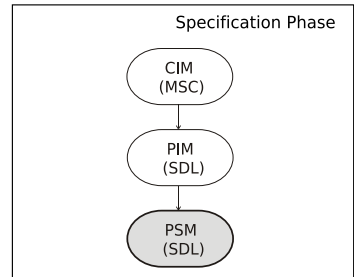 Specification Phase
CIM
(MSC)
PIM
(SDL)
PSM
(SDL)